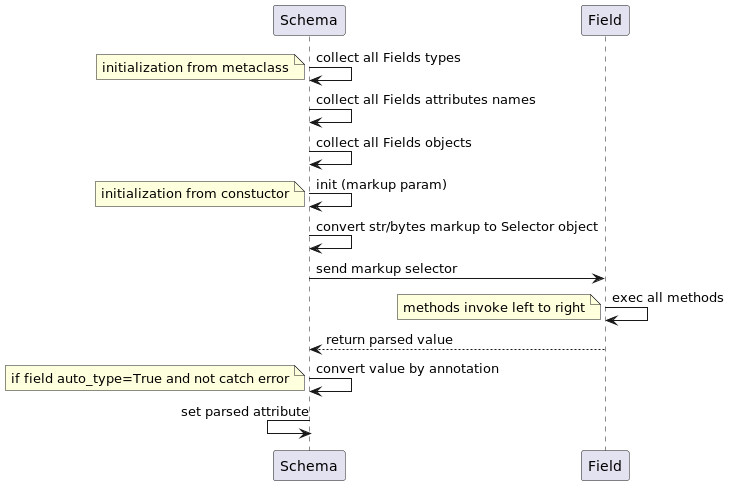 Schema
Field
collect all Fields types
initialization from metaclass
collect all Fields attributes names
collect all Fields objects
init (markup param)
initialization from constuctor
convert str/bytes markup to Selector object
send markup selector
exec all methods
methods invoke left to right
return parsed value
convert value by annotation
if field auto_type=True and not catch error
set parsed attribute
Schema
Field